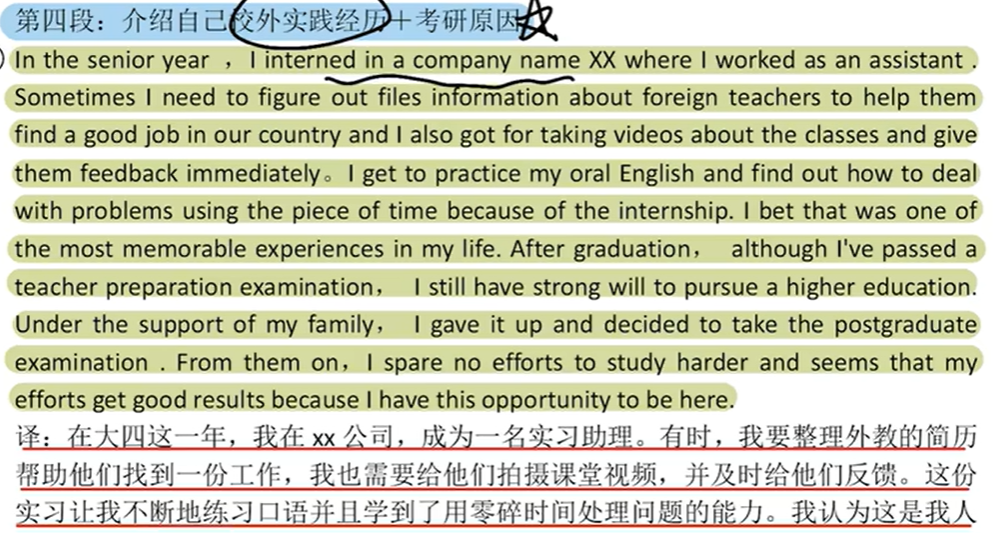 第四段：介绍自己校外实践经历＋考研原因
In the senior year ，I interned in a company name XX where I worked as an assistant .
Sometimes I need to figure out files information about foreign teachers to help them
find a good job in our country and I also got for taking videos about the classes and give
them feedback immediately。I get to practice my oral English and find out how to deal
with problems using the piece of time because of the internship. I bet that was one of
the most memorable experiences in my life. After graduation， although I've passed a
teacher preparation examination， I still have strong will to pursue a higher education.
Under the support of my family， I gave it up and decided to take the postgraduate
examination . From them on，I spare no efforts to study harder and seems that my
efforts get good results because I have this opportunity to be here.
译：在大四这一年，我在 xx 公司，成为一名实习助理。有时，我要整理外教的简历
帮助他们找到一份工作，我也需要给他们拍摄课堂视频，并及时给他们反馈。这份
实习让我不断地练习口语并且学到了用零碎时间处理问题的能力。我认为这是我人